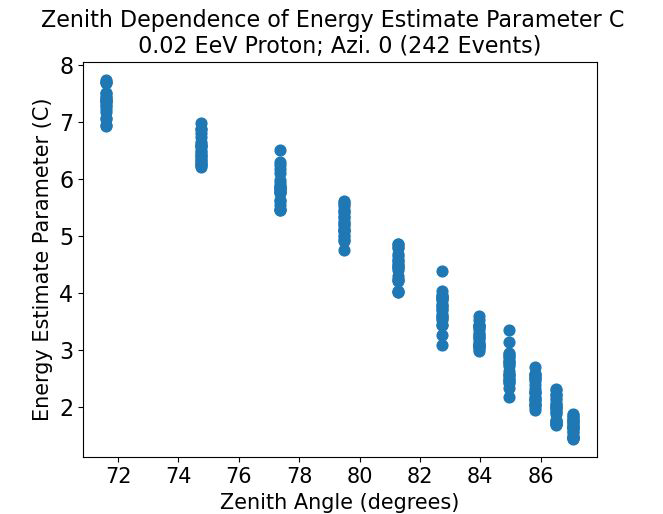 Zenith Dependence of Energy Estimate Parameter C
0.02 EeV Proton; Azi. 0 (242 Events)
8
7
6
5
4
3
2
Energy Estimate Parameter (C)
72 74 76 78 80 82 84 86
Zenith Angle (degrees)